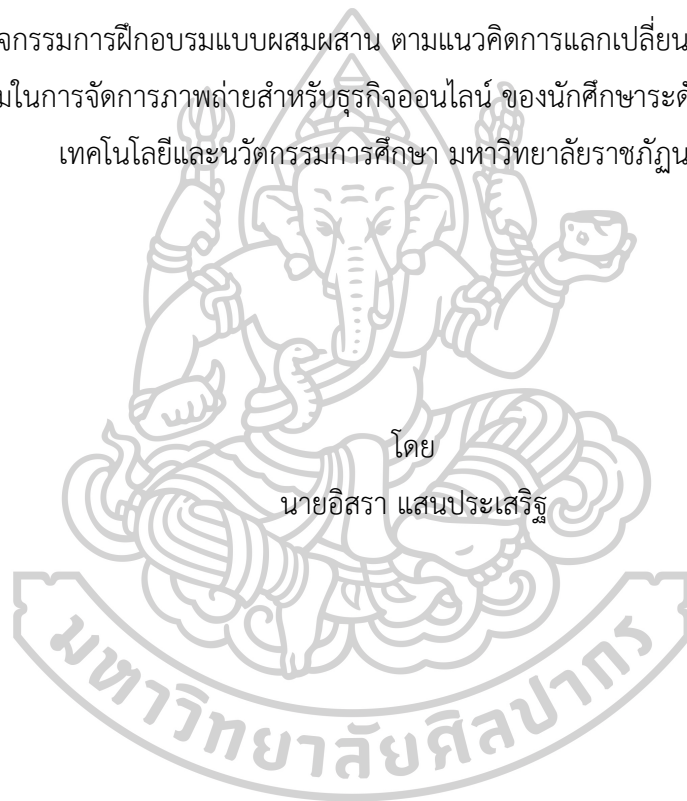 จกรรมการฝึกอบรมแบบผสมผสาน ตามแนวคิดการแลกเปลี่ยน
มในการจัดการภาพถ่ายสำหรับธุรกิจออนไลน์ ของนักศึกษาระดั
เทคโนโลยีและนวัตกรรมการศึกษา มหาวิทยาลัยราชภัฏน
โดย
นายอิสรา แสนประเสริฐ
มหาวิทยาลัยศิลปากร